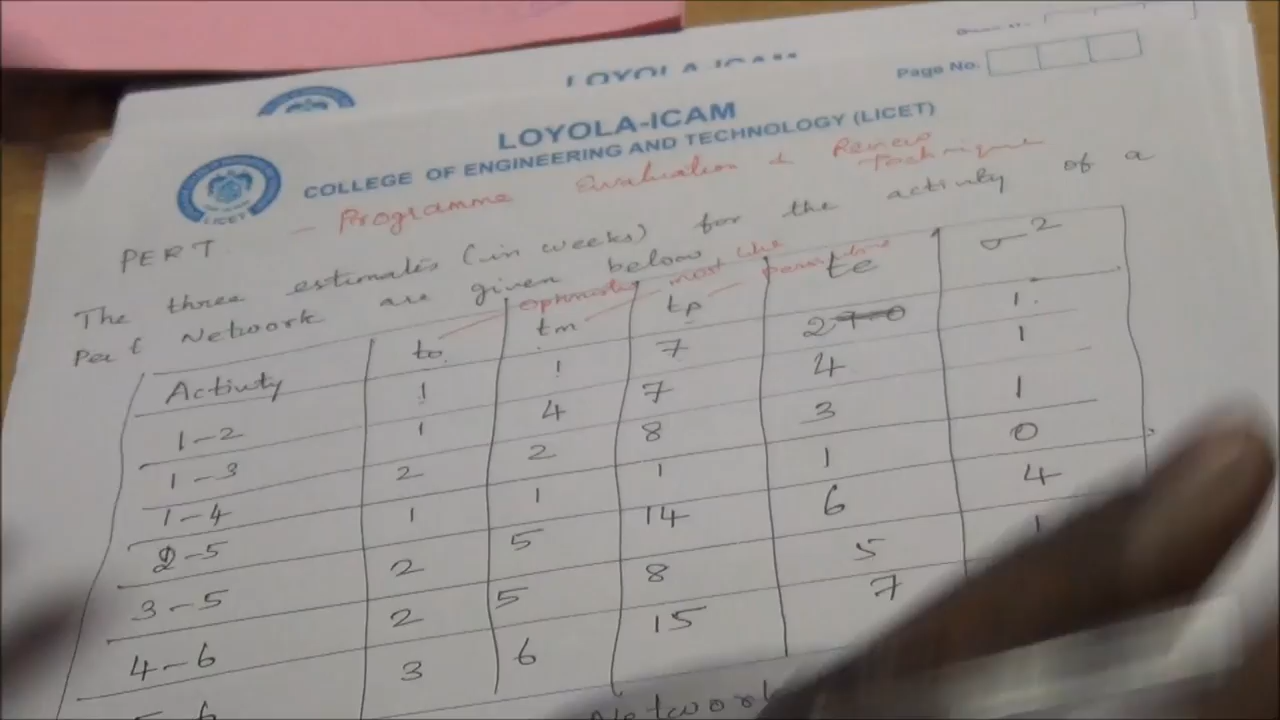 LOYOLA-ICAM
Page No.
LOYOLA-ICAM
COLLEGE OF ENGINEERING AND TECHNOLOGY (LICET)
LICET
PERT - Programme Evaluation & Review Technique
The three estimates (in weeks) for the activity of a
Pert Network are given below
optimistic most like
Activity to tm tp te σ²
1-2 1 1 7 2 1
1-3 1 4 7 4 1
1-4 2 2 8 3 1
2-5 1 1 1 1 0
3-5 2 5 14 6 4
4-6 2 5 8 5 1
5-6 3 6 15 7
Network